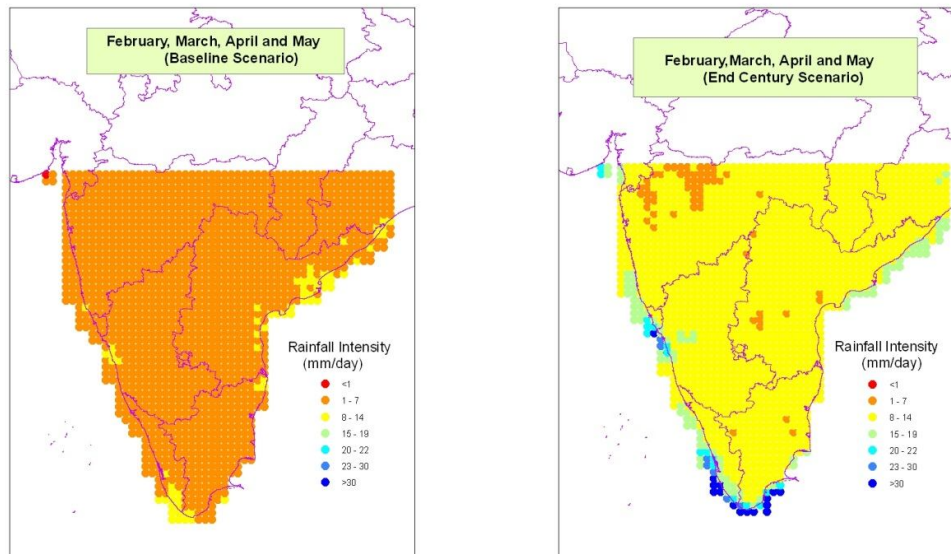 February, March, April and May
(Baseline Scenario)
Rainfall Intensity
(mm/day)
<1
1 - 7
8 - 14
15 - 19
20 - 22
23 - 30
>30
February,March, April and May
(End Century Scenario)
Rainfall Intensity
(mm/day)
<1
1 - 7
8 - 14
15 - 19
20 - 22
23 - 30
>30